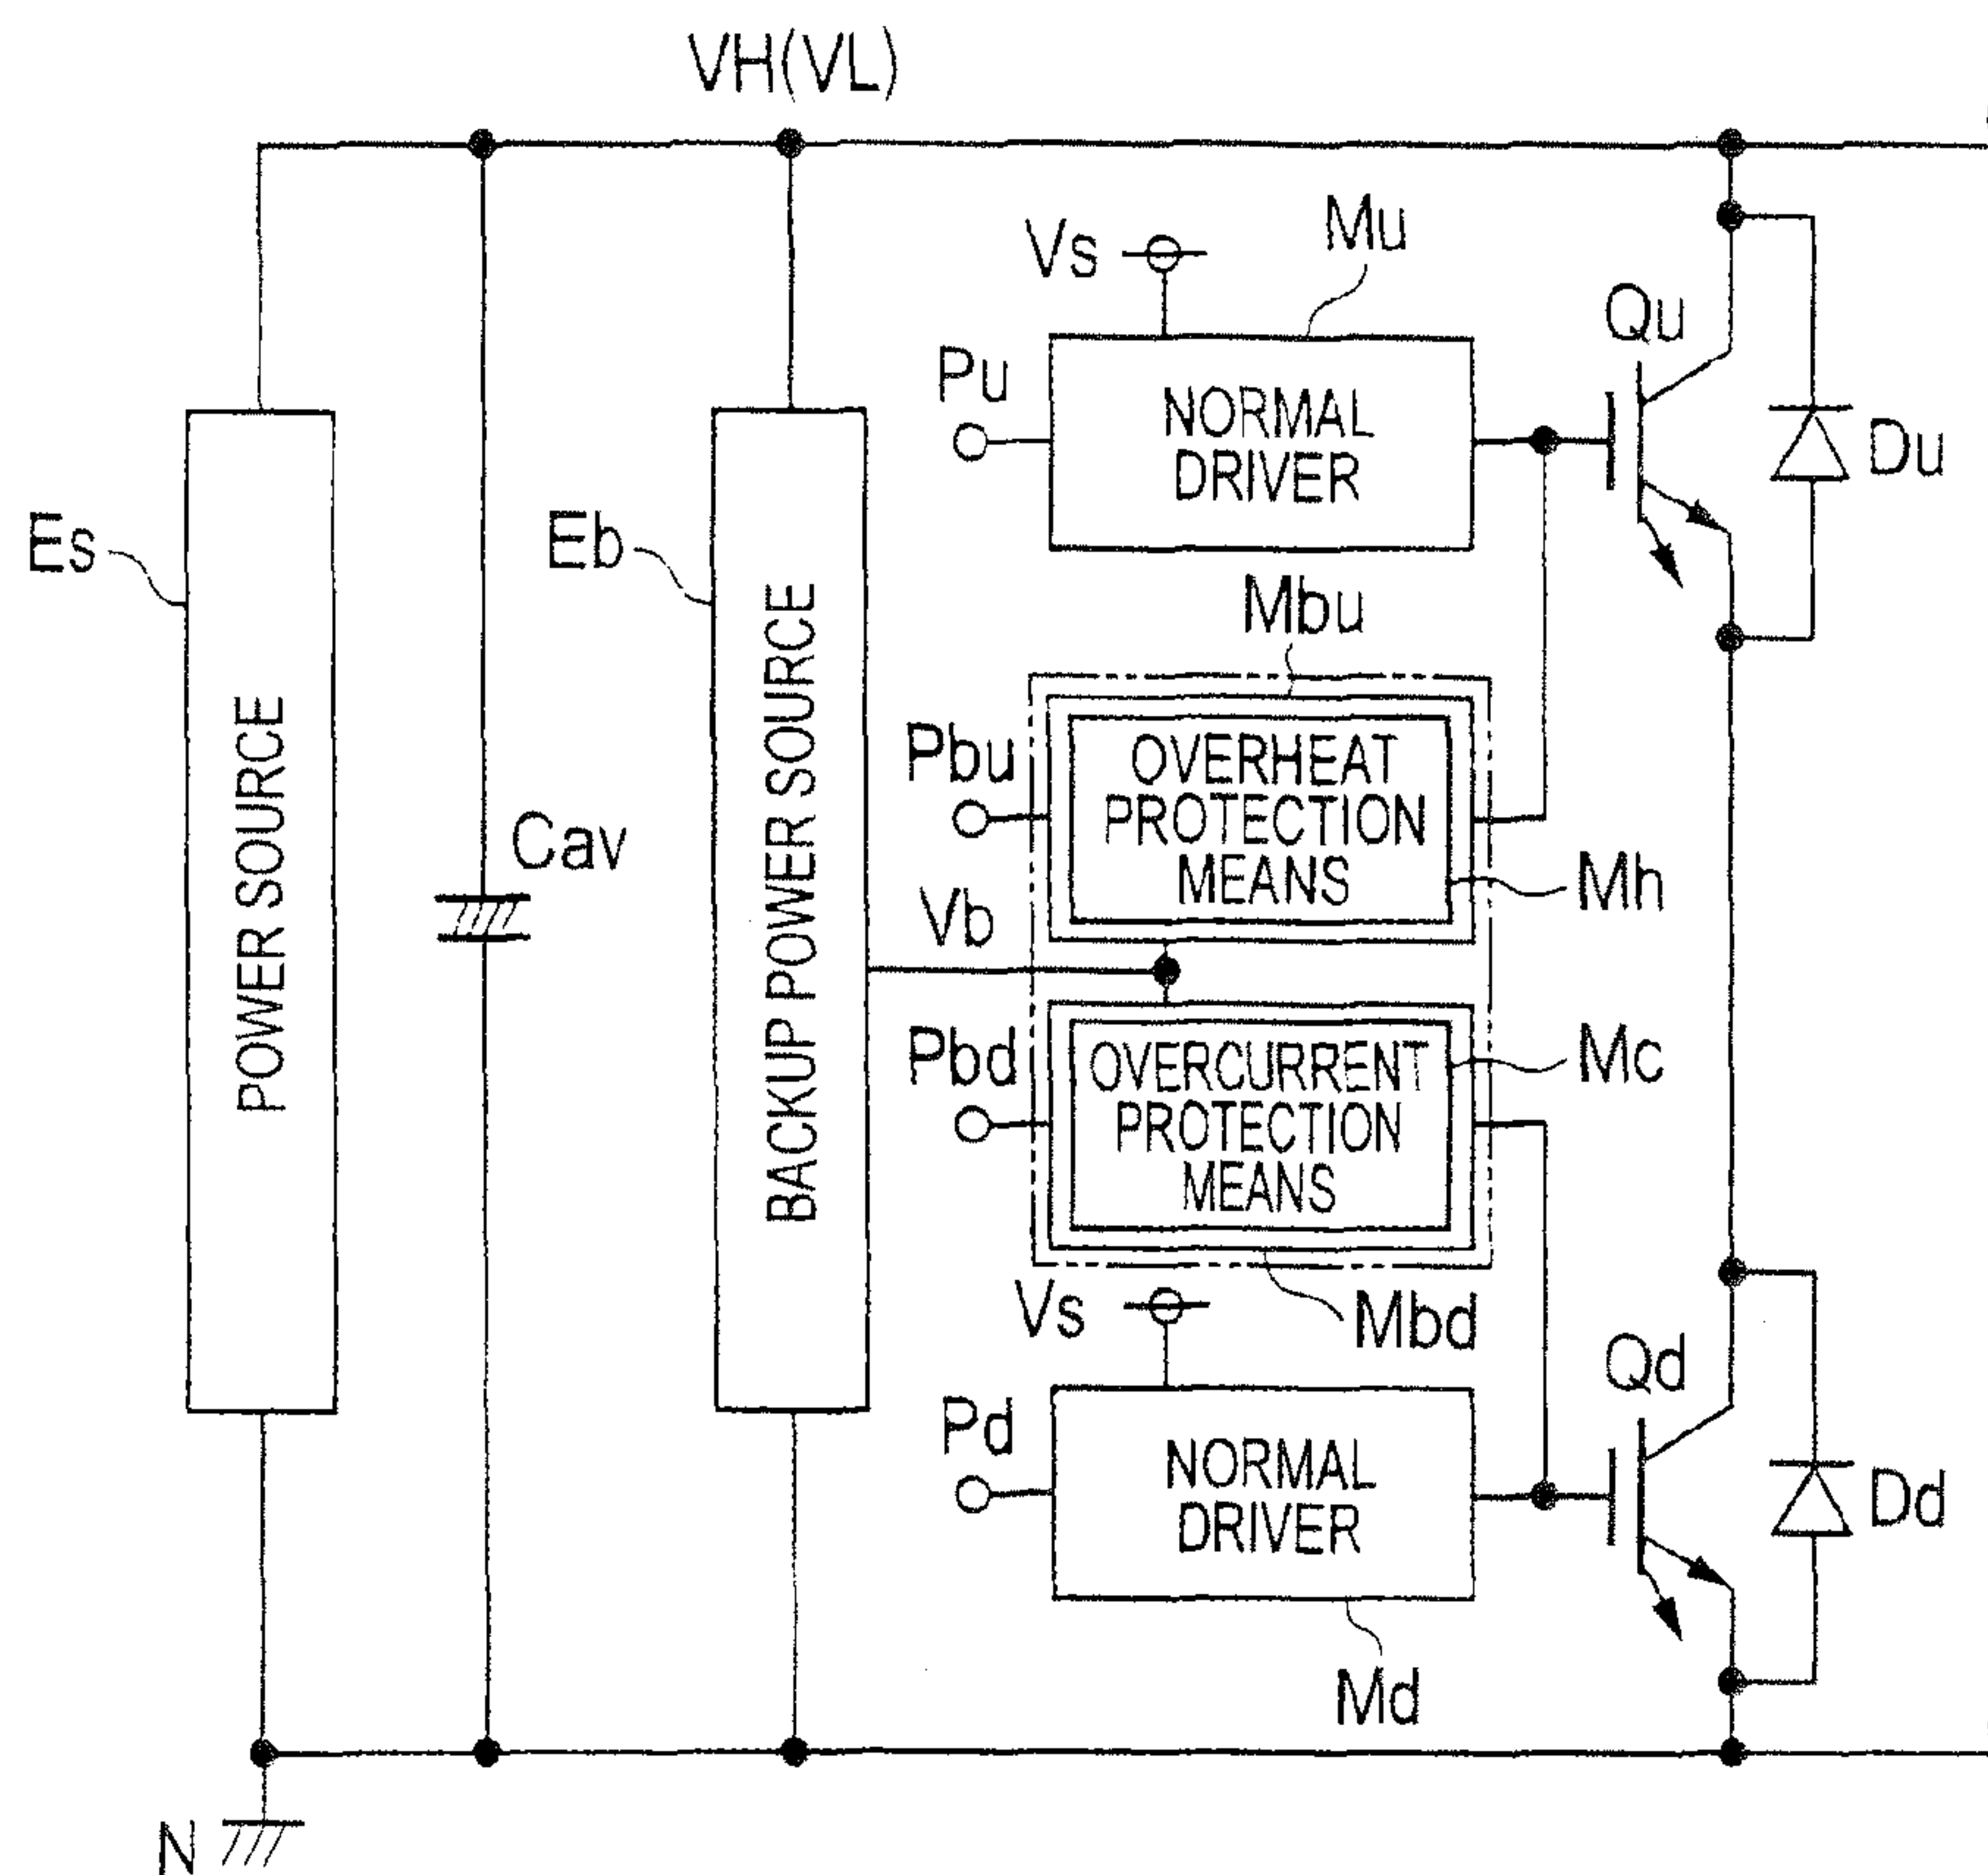 VH(VL)
Vs
Mu
Qu
Pu
NORMAL
DRIVER
Du
Es
POWER SOURCE
Cav
Eb
BACKUP POWER SOURCE
Mbu
Pbu
OVERHEAT
PROTECTION
MEANS
Mh
Vb
Pbd
OVERCURRENT
PROTECTION
MEANS
Mc
Vs
Mbd
Qd
Pd
NORMAL
DRIVER
Dd
Md
N